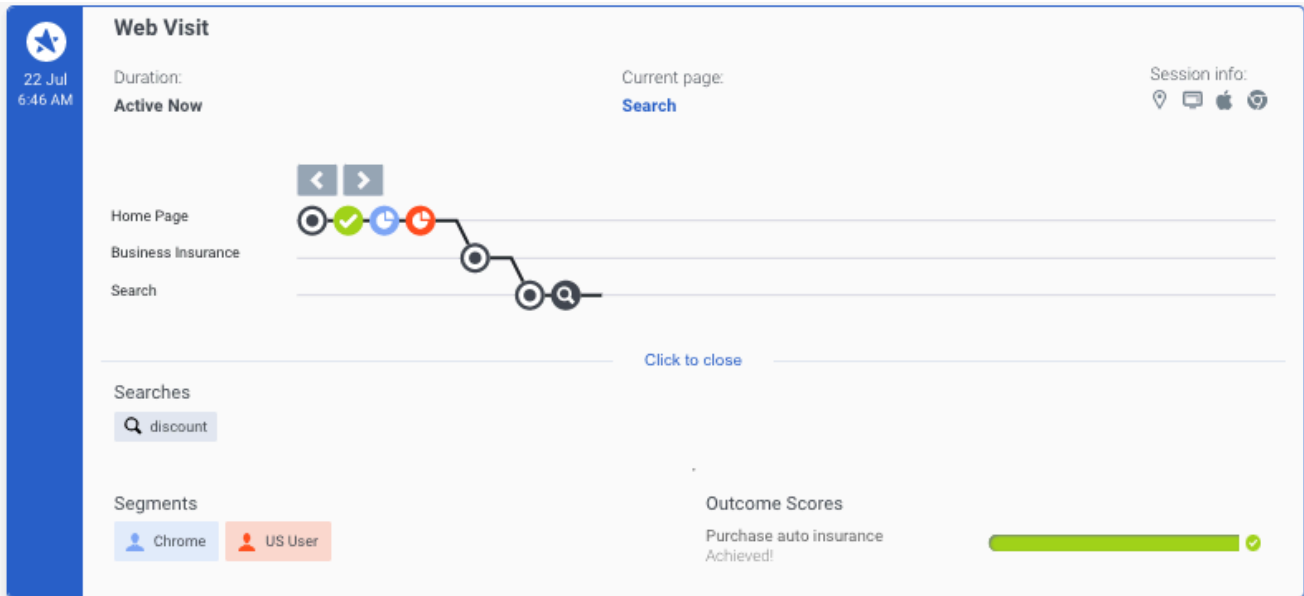 22 Jul
6:46 AM
Web Visit
Duration:
Active Now
Current page:
Search
Session info:
Home Page
Business Insurance
Search
Click to close
Searches
discount
Segments
Chrome
US User
Outcome Scores
Purchase auto insurance
Achieved!